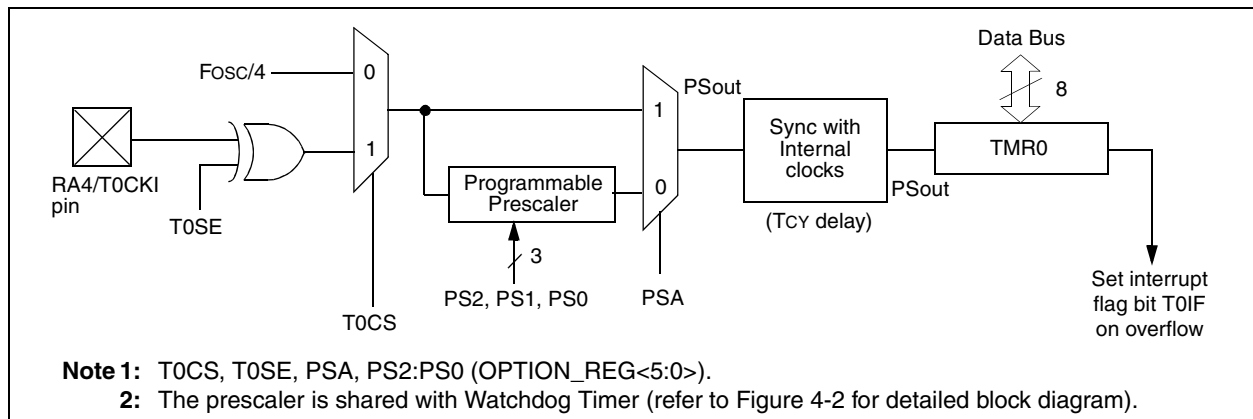 Data Bus
8
FOSC/4
0
1
RA4/T0CKI
pin
T0SE
T0CS
Programmable
Prescaler
3
PS2, PS1, PS0
1
0
PSA
PSout
Sync with
Internal
clocks
(TCY delay)
PSout
TMR0
Set interrupt
flag bit T0IF
on overflow
Note 1: T0CS, T0SE, PSA, PS2:PS0 (OPTION_REG<5:0>).
2: The prescaler is shared with Watchdog Timer (refer to Figure 4-2 for detailed block diagram).